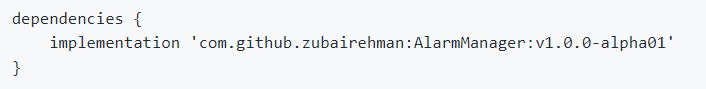 dependencies {
    implementation 'com.github.zubairehman:AlarmManager:v1.0.0-alpha01'
}